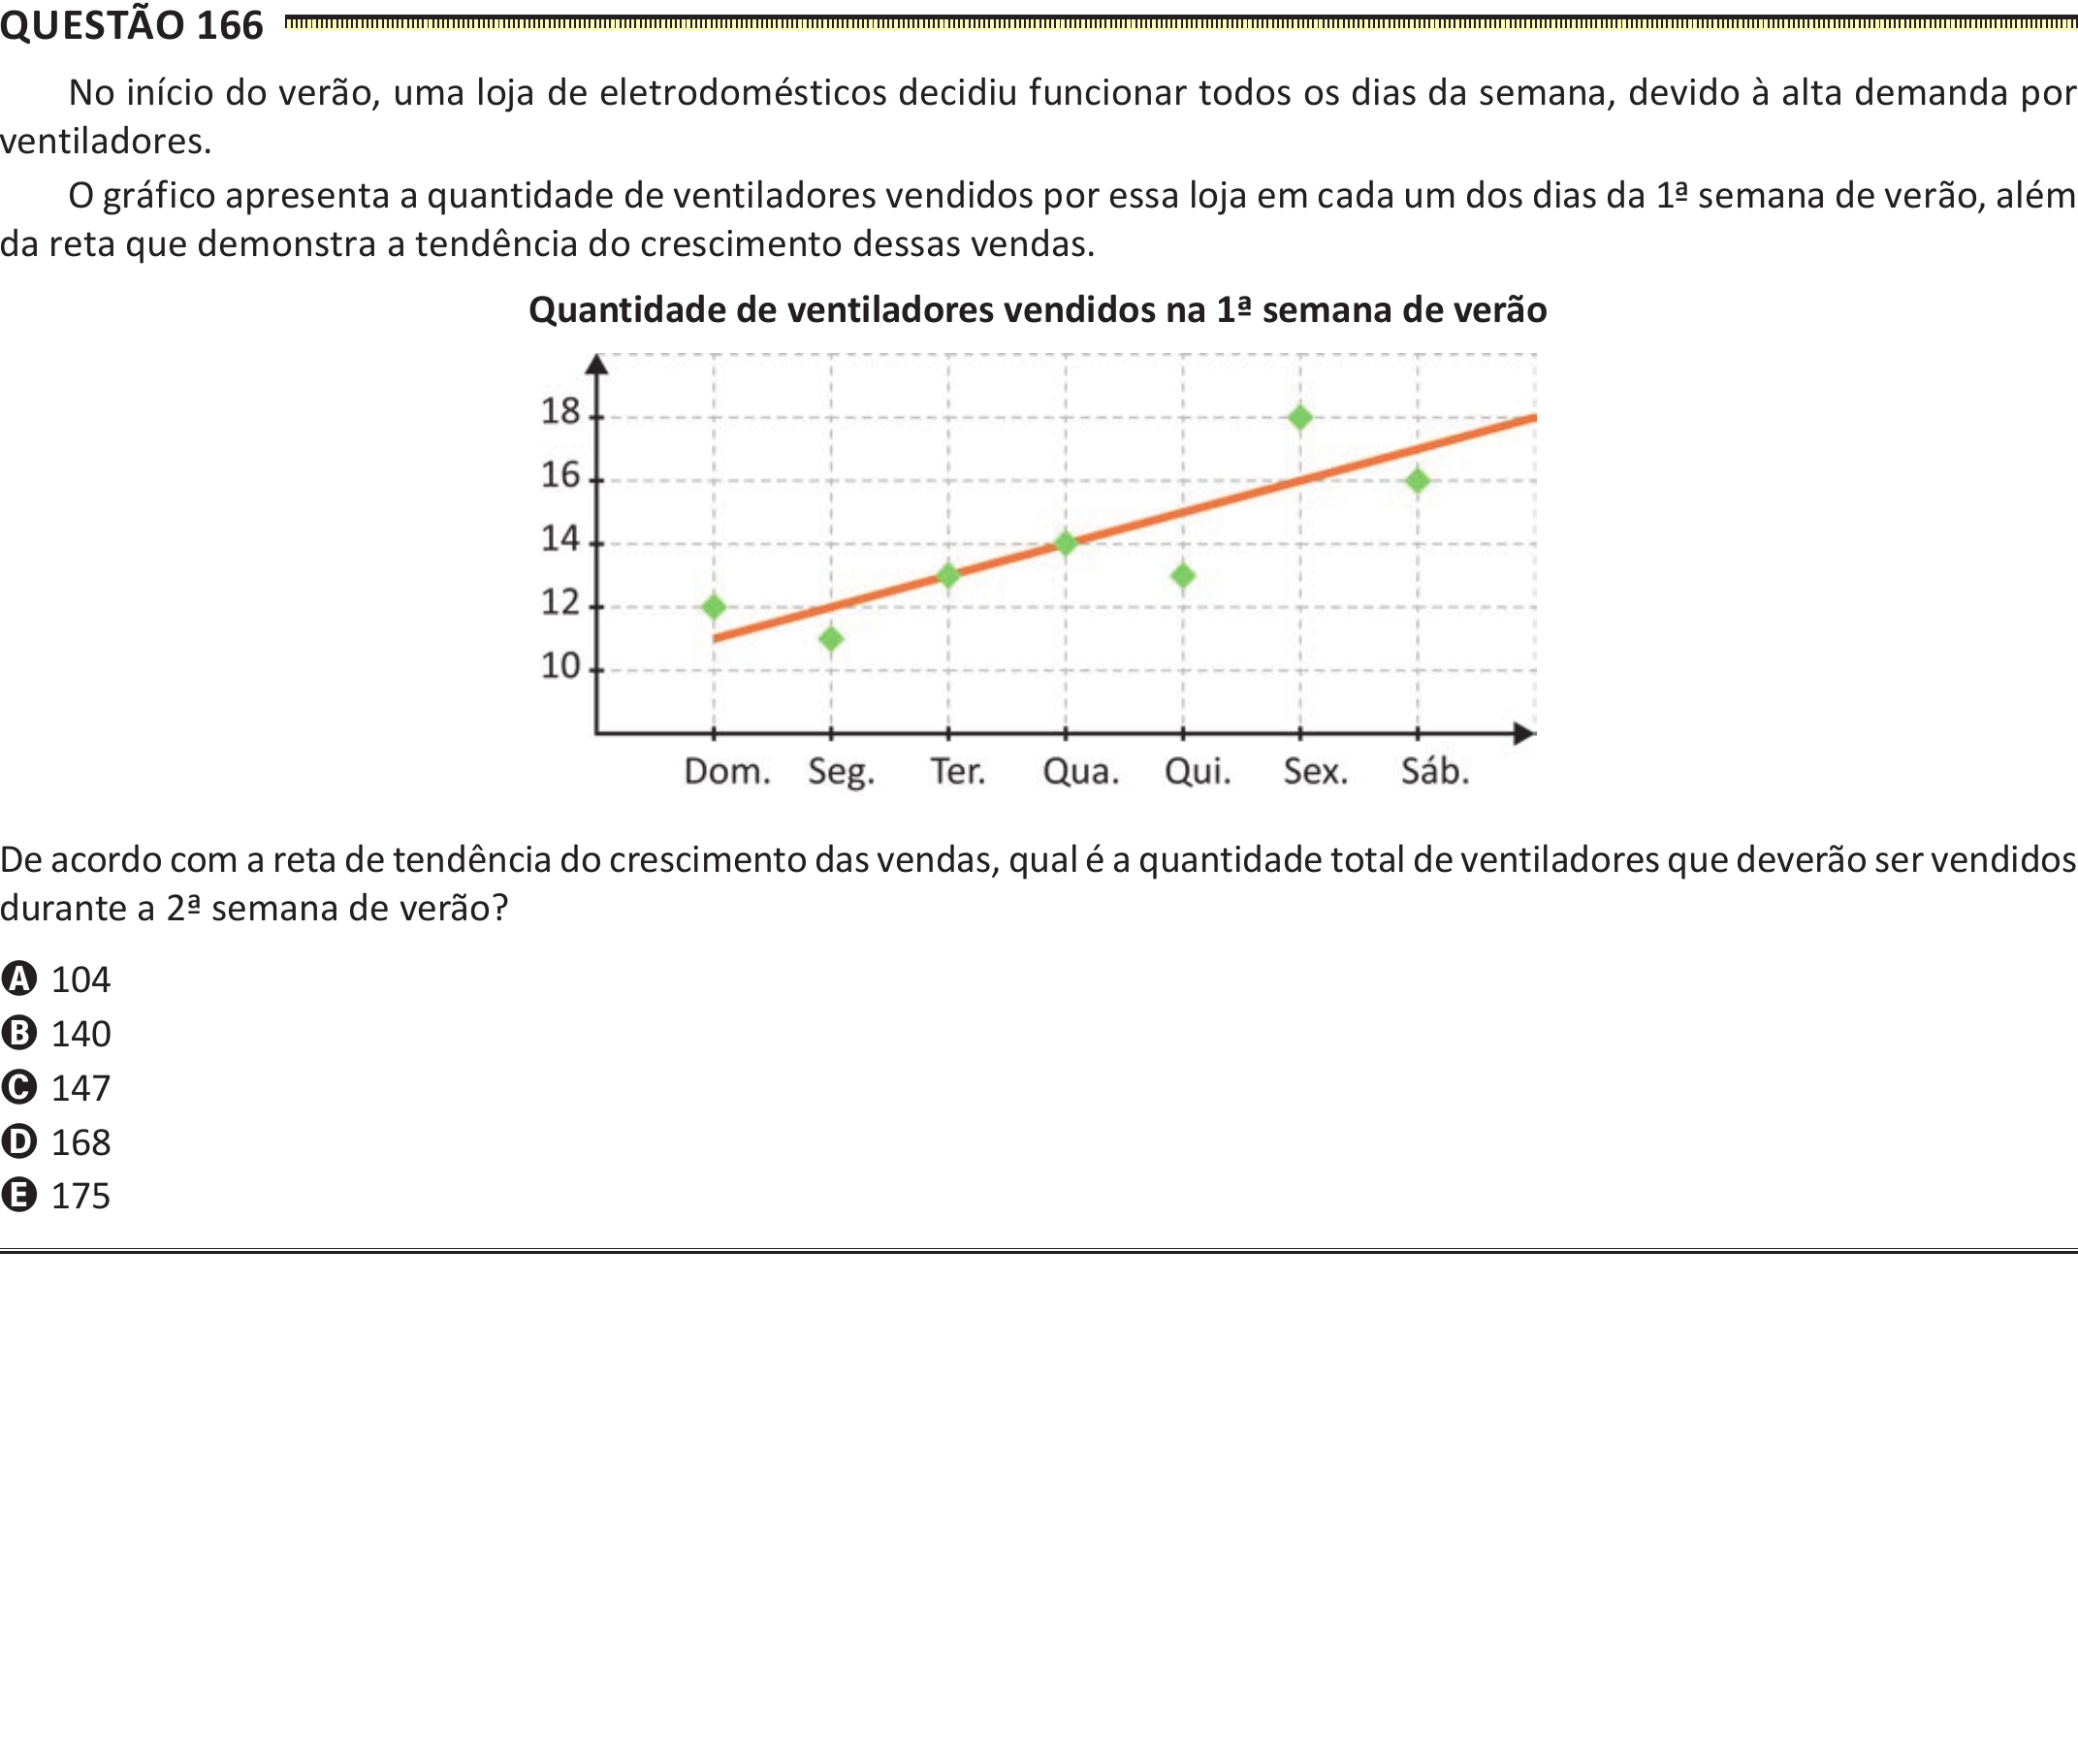 QUESTÃO 166
No início do verão, uma loja de eletrodomésticos decidiu funcionar todos os dias da semana, devido à alta demanda por
ventiladores.
O gráfico apresenta a quantidade de ventiladores vendidos por essa loja em cada um dos dias da 1ª semana de verão, além
da reta que demonstra a tendência do crescimento dessas vendas.
Quantidade de ventiladores vendidos na 1ª semana de verão
18
16
14
12
10
Dom. Seg. Ter. Qua. Qui. Sex. Sáb.
De acordo com a reta de tendência do crescimento das vendas, qual é a quantidade total de ventiladores que deverão ser vendidos
durante a 2ª semana de verão?
A 104
B 140
C 147
D 168
E 175